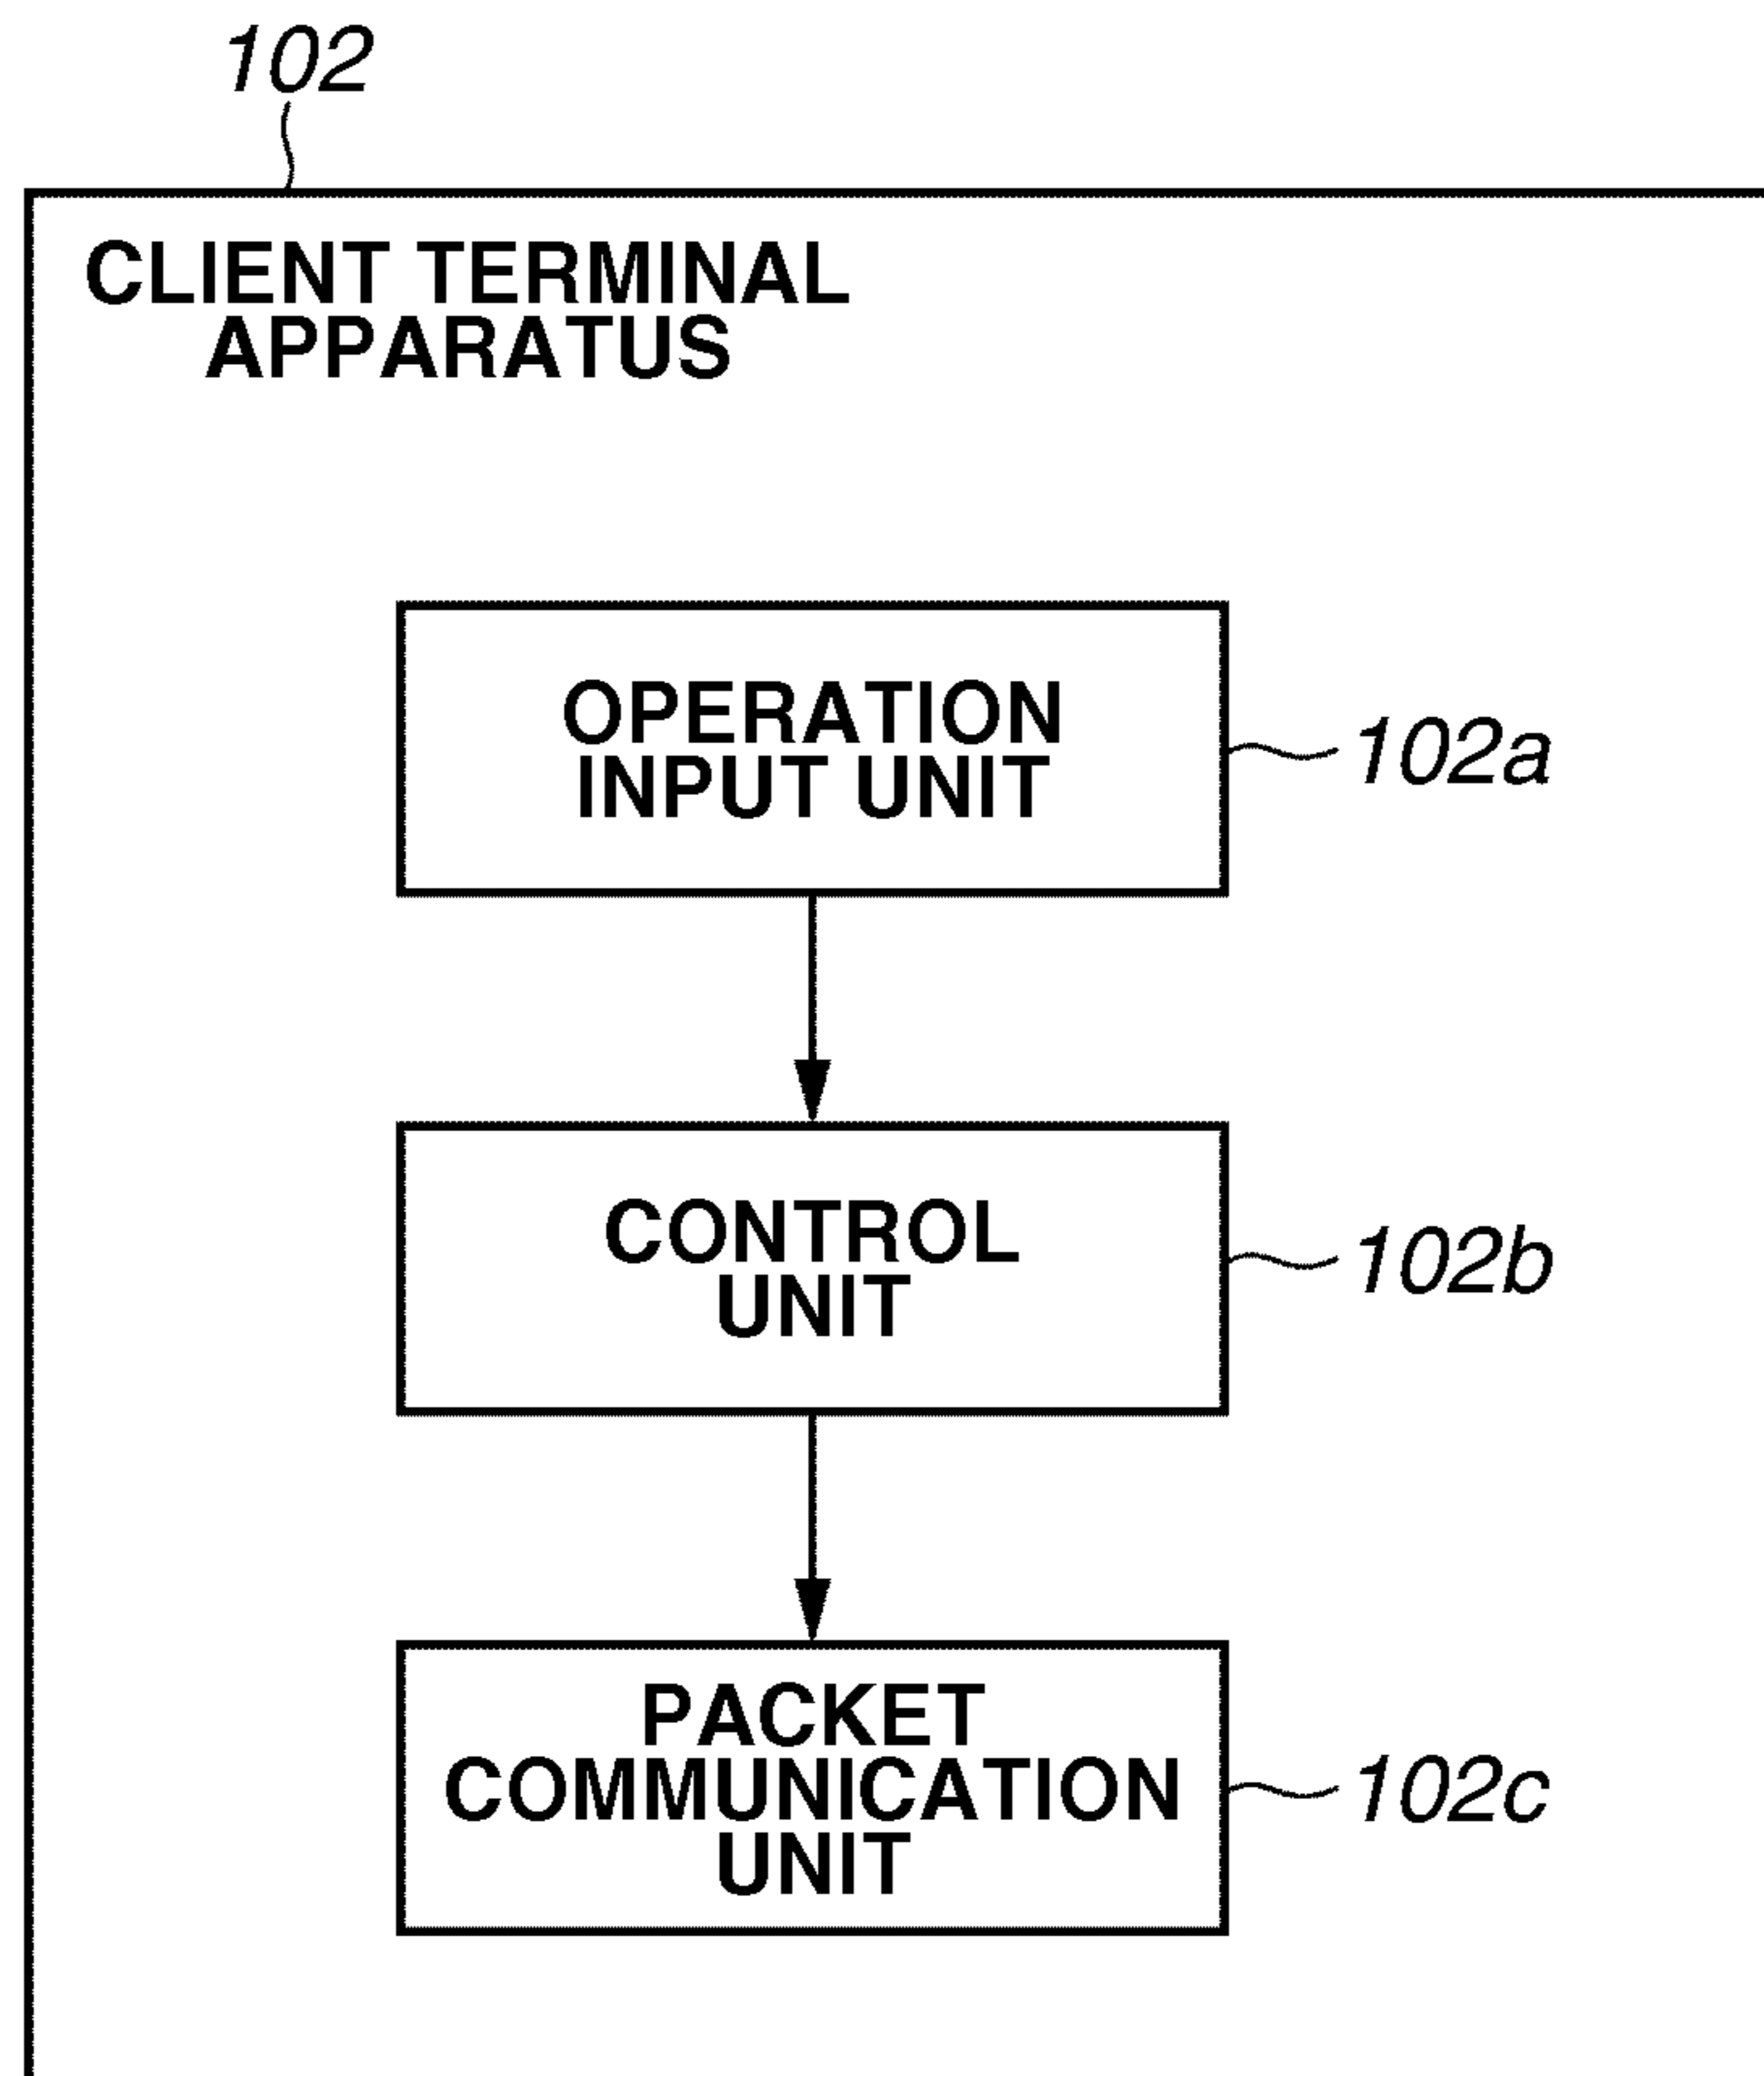 102
CLIENT TERMINAL
APPARATUS
OPERATION
INPUT UNIT
102a
CONTROL
UNIT
102b
PACKET
COMMUNICATION
UNIT
102c